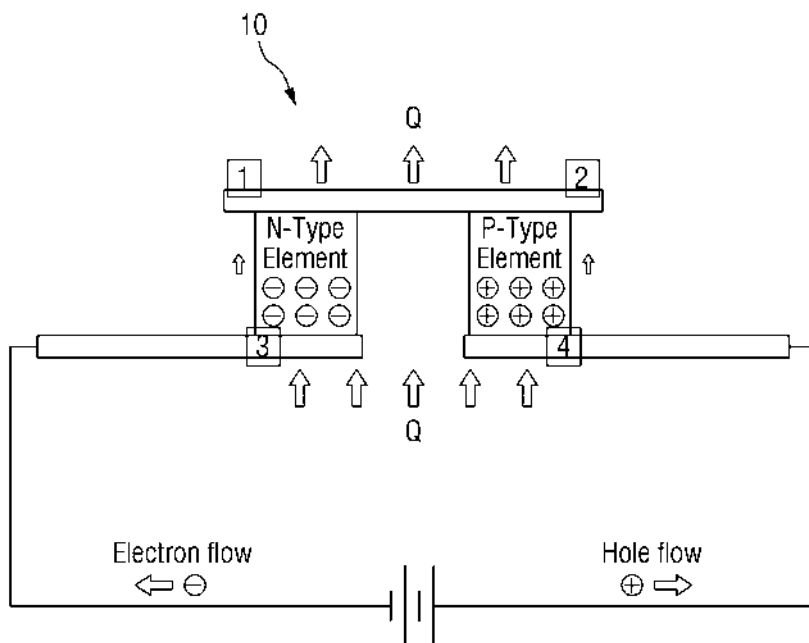 10
Q
1
2
N-Type
Element
P-Type
Element
3
4
Q
Electron flow
Hole flow